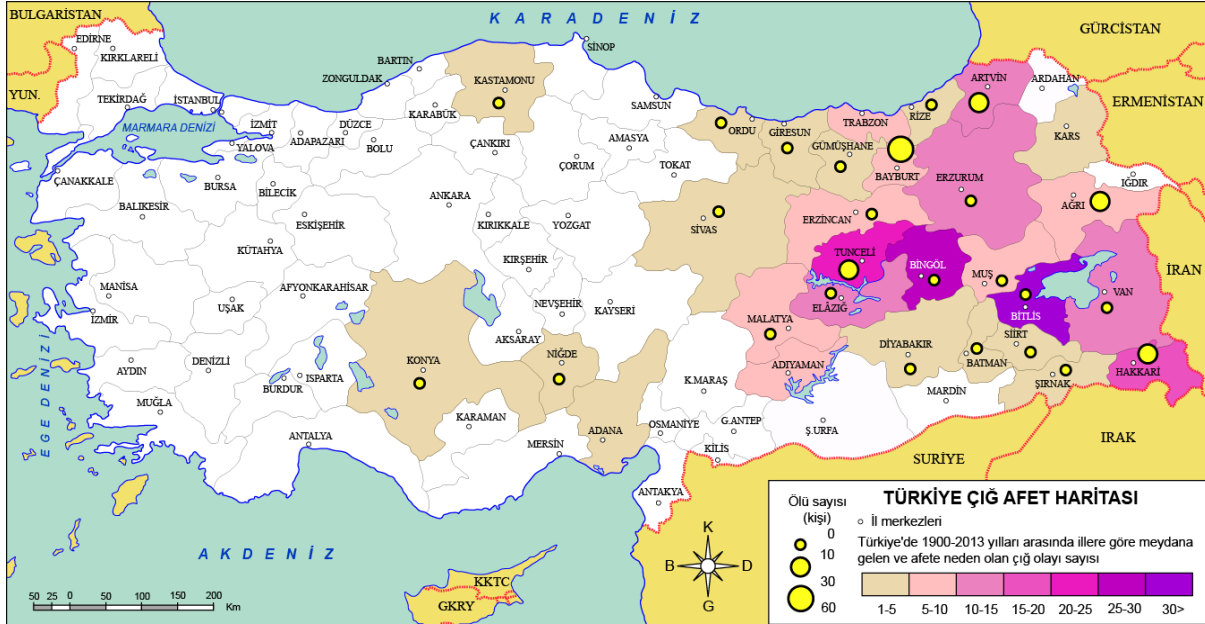 BULGARİSTAN
KARADENİZ
GÜRCİSTAN
EDİRNE
KIRKLARELİ
SİNOP
BARTIN
ZONGULDAK
KASTAMONU
ARTVİN
ARDAHAN
YUN.
TEKİRDAĞ
İSTANBUL
SAMSUN
ERMENİSTAN
MARMARA DENİZİ
İZMİT
ADAPAZARI
DÜZCE
KARABÜK
ORDU
GİRESUN
TRABZON
RİZE
KARS
YALOVA
BOLU
ÇANKIRI
AMASYA
ÇORUM
TOKAT
GÜMÜŞHANE
BAYBURT
ÇANAKKALE
BURSA
BİLECİK
ANKARA
ERZURUM
IĞDIR
BALIKESİR
ESKİŞEHİR
KIRIKKALE
YOZGAT
SİVAS
ERZİNCAN
AĞRI
KÜTAHYA
KIRŞEHİR
TUNCELİ
BİNGÖL
MUŞ
İRAN
MANİSA
UŞAK
AFYONKARAHİSAR
NEVŞEHİR
KAYSERİ
ELÂZIĞ
BİTLİS
VAN
İZMİR
AKSARAY
MALATYA
EGE DENİZİ
AYDIN
DENİZLİ
BURDUR
ISPARTA
KONYA
NİĞDE
ADIYAMAN
DİYABAKIR
BATMAN
SİİRT
ŞIRNAK
HAKKARİ
MUĞLA
K.MARAŞ
MARDİN
KARAMAN
ADANA
OSMANİYE
G.ANTEP
Ş.URFA
ANTALYA
MERSİN
KİLİS
SURİYE
IRAK
ANTAKYA
AKDENİZ
KKTC
GKRY
K
B
D
G
50 25 0 50 100 150 200
Km
Ölü sayısı
(kişi)
0
10
30
60
TÜRKİYE ÇIĞ AFET HARİTASI
İl merkezleri
Türkiye'de 1900-2013 yılları arasında illere göre meydana
gelen ve afete neden olan çığ olayı sayısı
1-5 5-10 10-15 15-20 20-25 25-30 30>